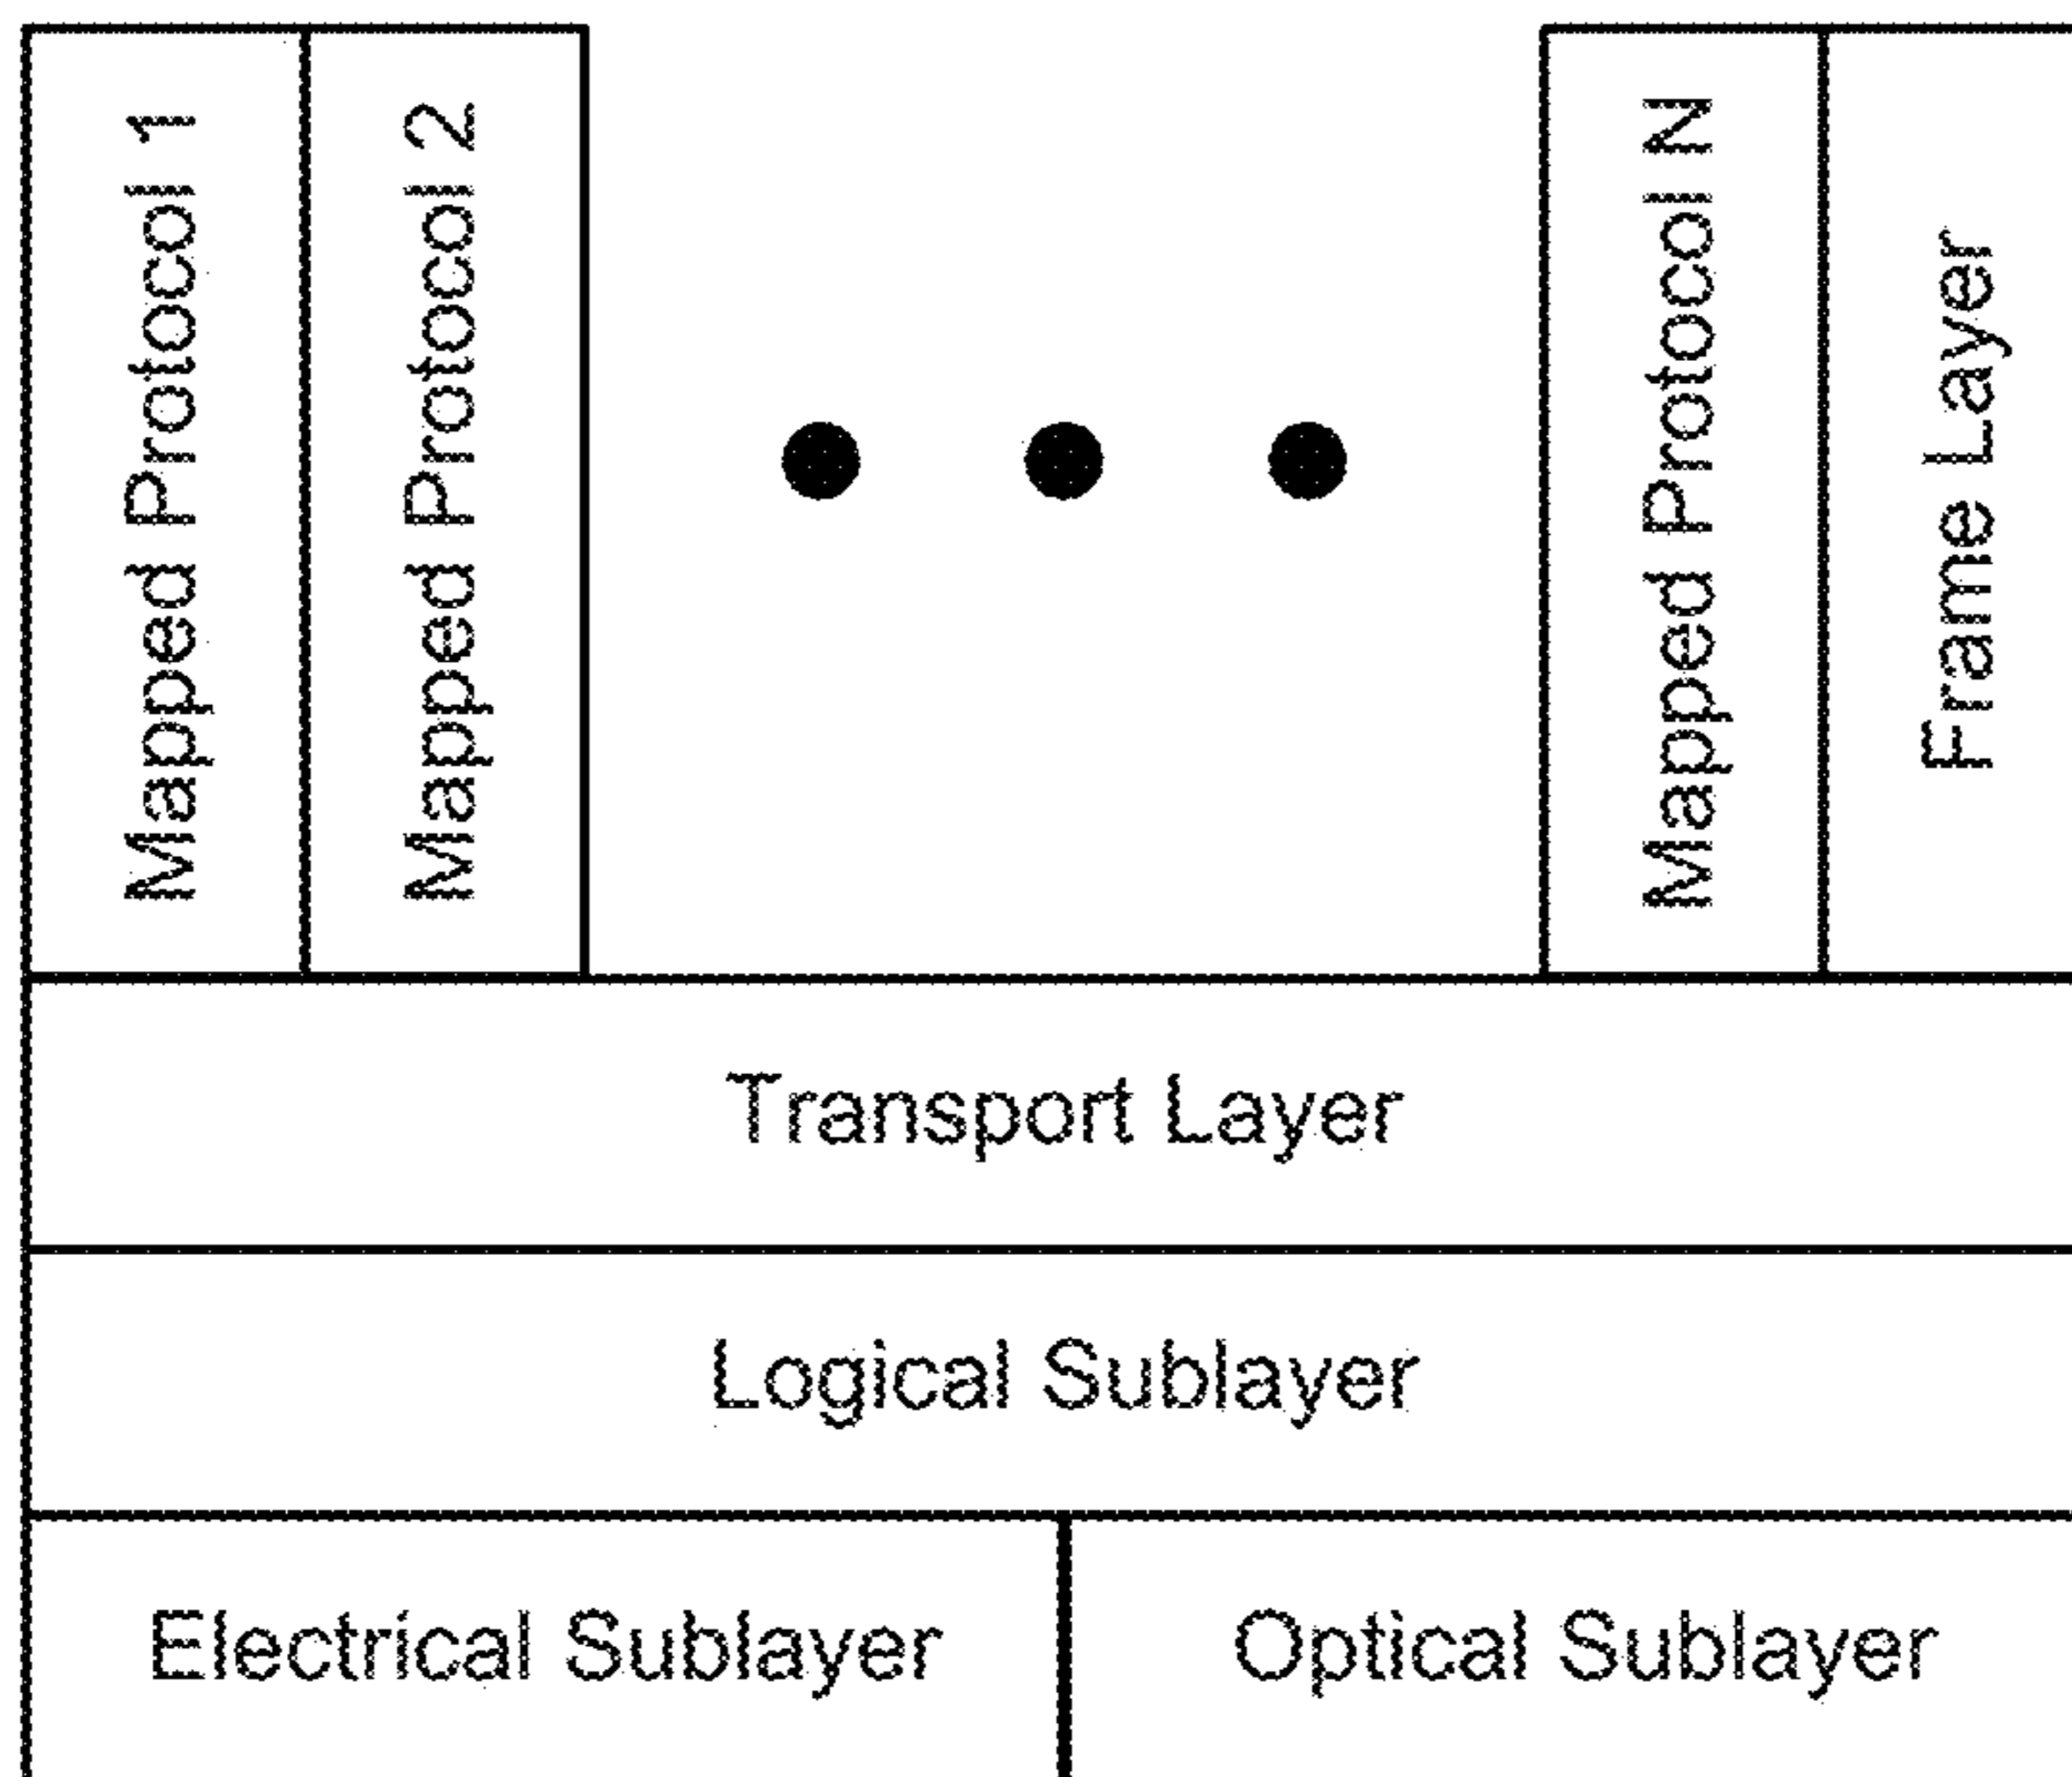 Mapped Protocol 1
Mapped Protocol 2
Mapped Protocol N
Frame Layer
Transport Layer
Logical Sublayer
Electrical Sublayer
Optical Sublayer